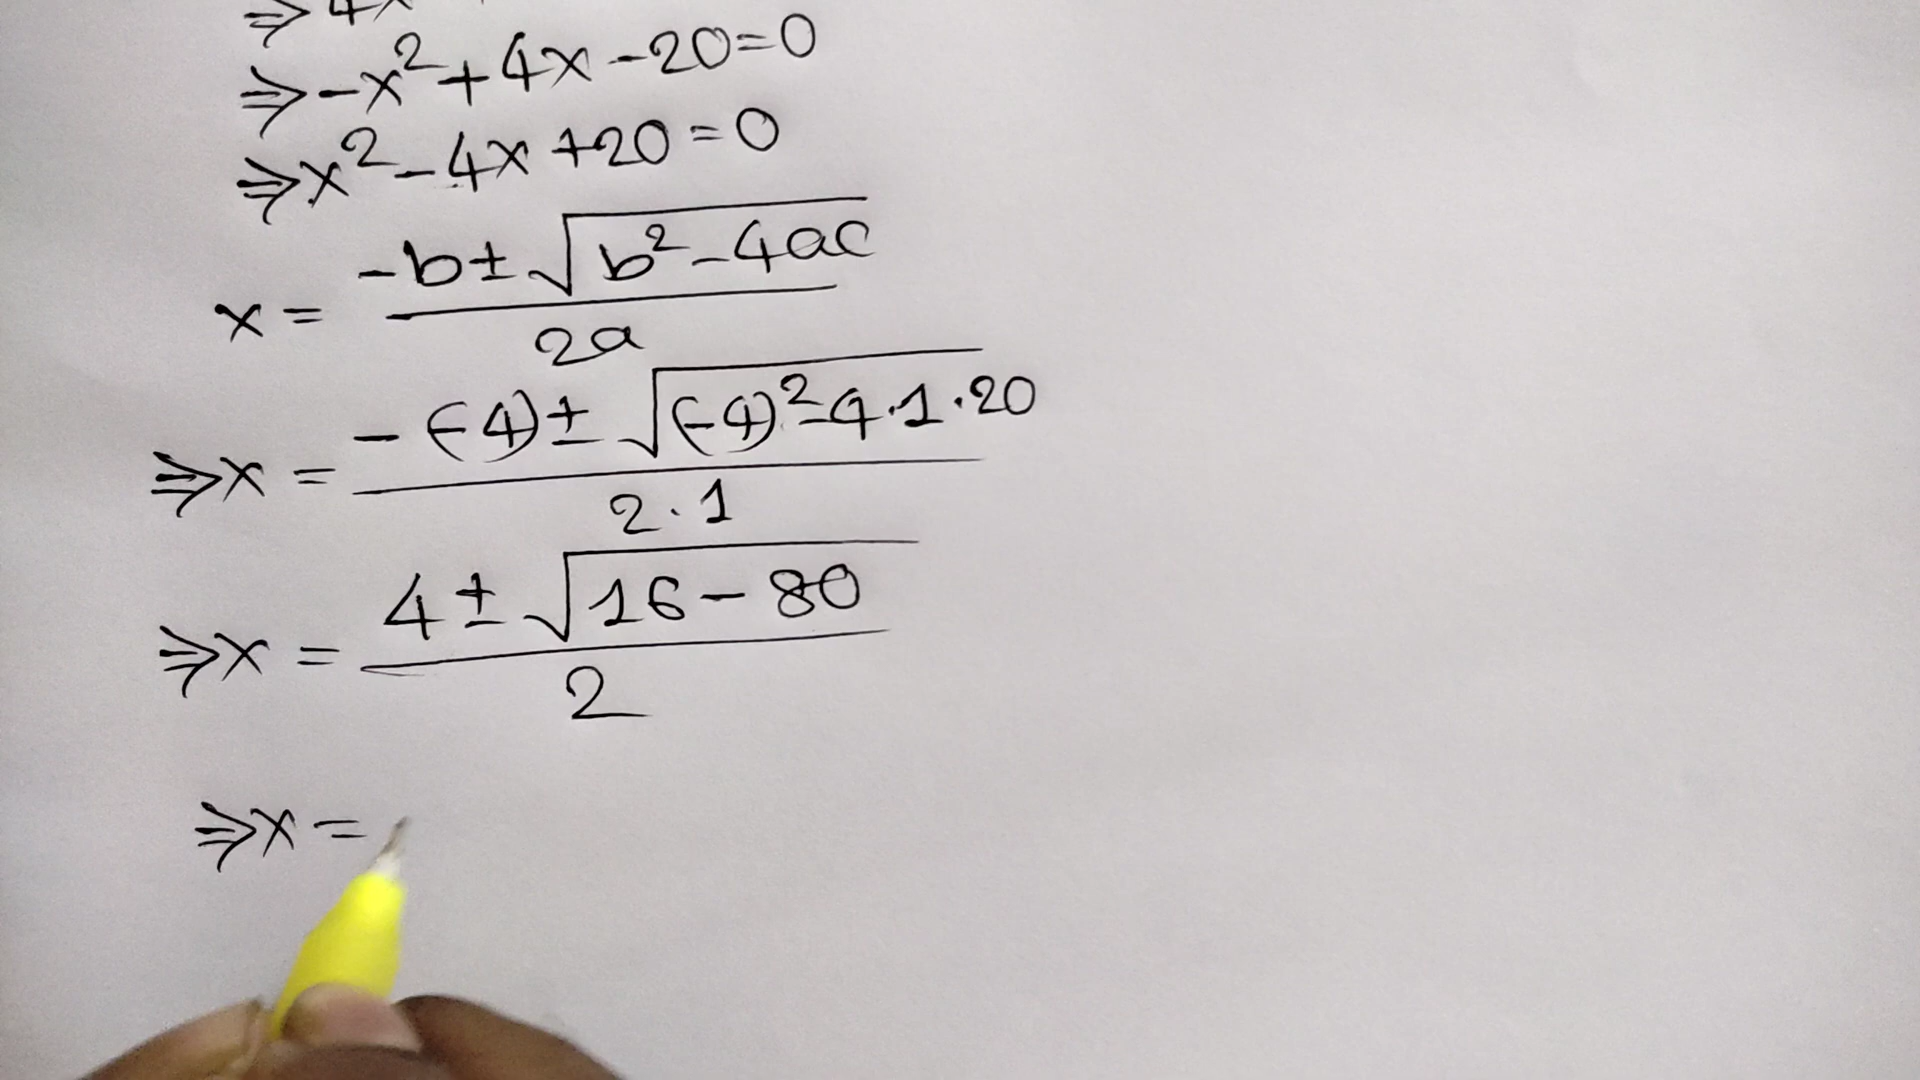 ⇒ 4x
⇒ -x² + 4x - 20 = 0
⇒ x² - 4x + 20 = 0
x = (-b ± √(b² - 4ac)) / 2a
⇒ x = (-(-4) ± √((-4)² - 4·1·20)) / 2·1
⇒ x = (4 ± √(16 - 80)) / 2
⇒ x =